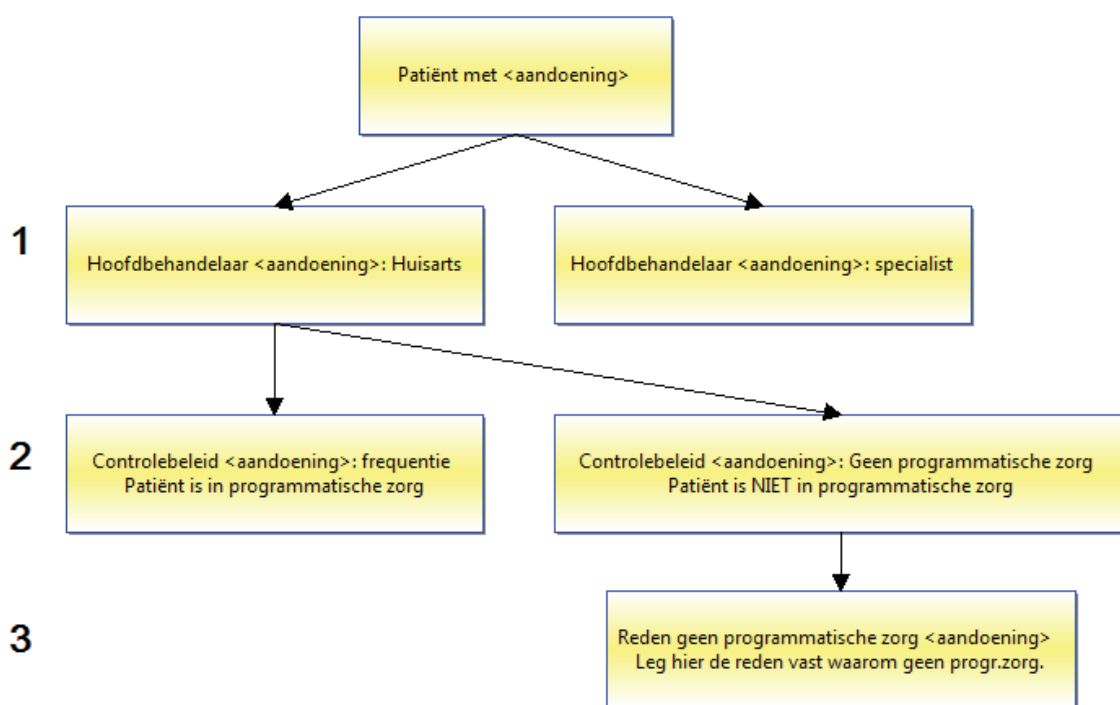 Patiënt met <aandoening>
1
Hoofdbehandelaar <aandoening>: Huisarts
Hoofdbehandelaar <aandoening>: specialist
2
Controlebeleid <aandoening>: frequentie
Patiënt is in programmatische zorg
Controlebeleid <aandoening>: Geen programmatische zorg
Patiënt is NIET in programmatische zorg
3
Reden geen programmatische zorg <aandoening>
Leg hier de reden vast waarom geen progr.zorg.